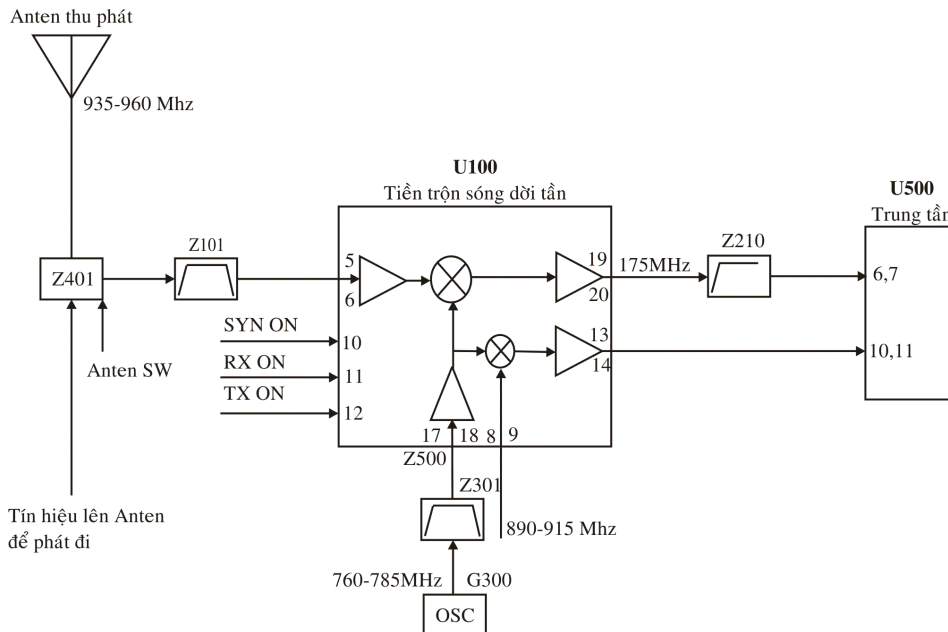 Anten thu phát
935-960 Mhz
U100
Tiền trộn sóng dời tần
U500
Trung tần
Z401
Z101
5
6
19
20
175MHz
Z210
6,7
Anten SW
SYN ON
10
RX ON
11
TX ON
12
13
14
10,11
17
18
8
9
Z500
Z301
890-915 Mhz
Tín hiệu lên Anten
để phát đi
760-785MHz
G300
OSC